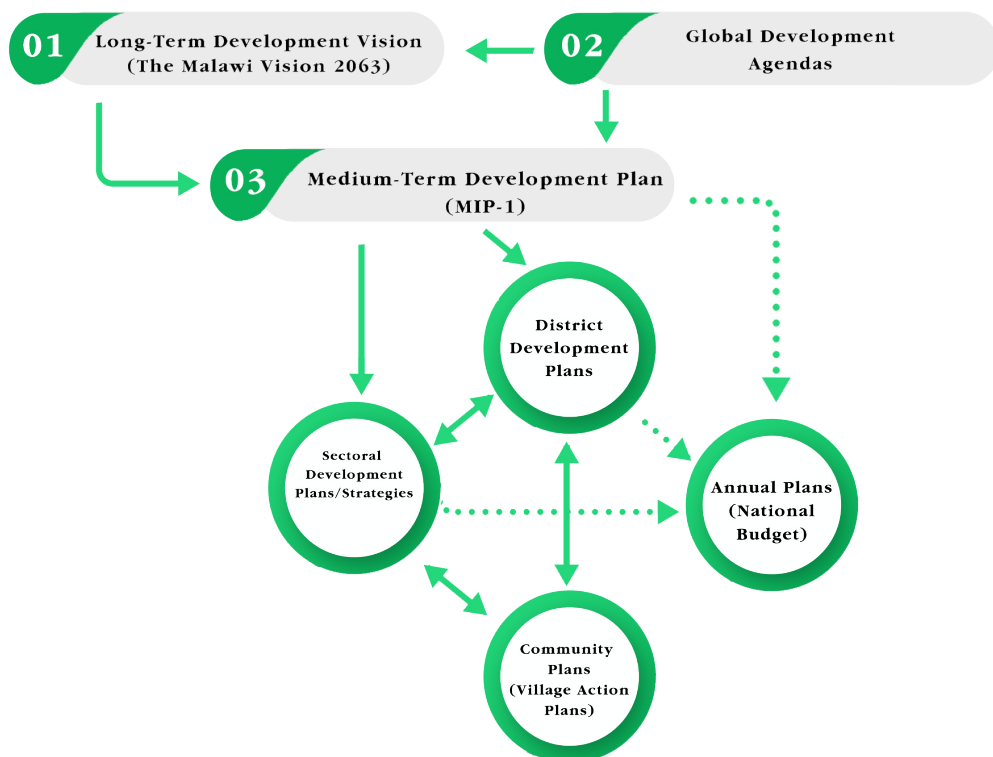 01
Long-Term Development Vision
(The Malawi Vision 2063)
02
Global Development
Agendas
03
Medium-Term Development Plan
(MIP-1)
District
Development
Plans
Sectoral
Development
Plans/Strategies
Annual Plans
(National
Budget)
Community
Plans
(Village Action
Plans)